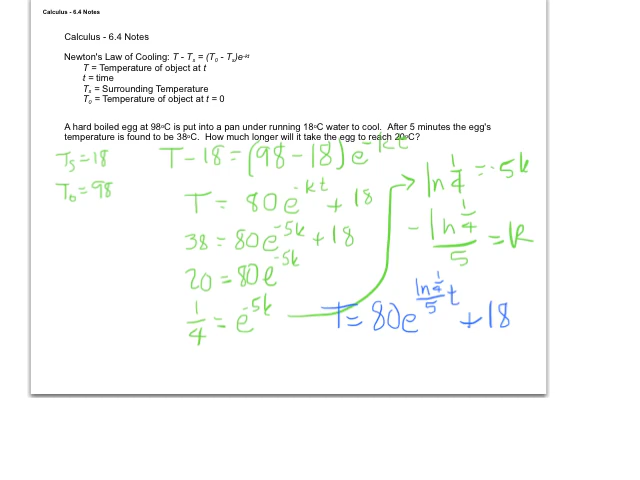 Calculus - 6.4 Notes
Calculus - 6.4 Notes
Newton's Law of Cooling: T - Tₛ = (T₀ - Tₛ)e⁻ᵏᵗ
T = Temperature of object at t
t = time
Tₛ = Surrounding Temperature
T₀ = Temperature of object at t = 0
A hard boiled egg at 98°C is put into a pan under running 18°C water to cool. After 5 minutes the egg's
temperature is found to be 38°C. How much longer will it take the egg to reach 20°C?
Tₛ = 18
T₀ = 98
T - 18 = (98 - 18) e^-kt
T = 80e^-kt + 18
38 = 80e^-5k + 18
20 = 80e^-5k
1/4 = e^-5k
ln 1/4 = -5k
- ln 1/4 / 5 = k
T = 80e^(ln 1/4 / 5 t) + 18